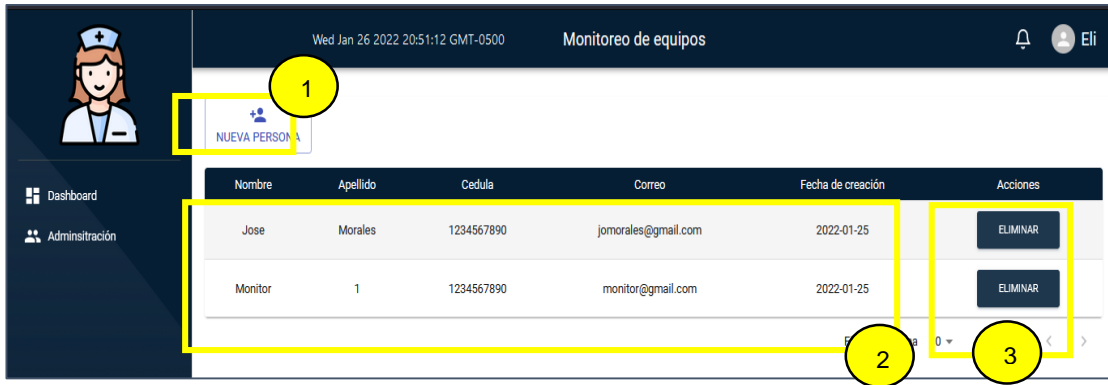 Wed Jan 26 2022 20:51:12 GMT-0500 Monitoreo de equipos Eli
1
NUEVA PERSONA
Dashboard
Adminsitración
Nombre Apellido Cedula Correo Fecha de creación Acciones
Jose Morales 1234567890 jomorales@gmail.com 2022-01-25 ELIMINAR
Monitor 1 1234567890 monitor@gmail.com 2022-01-25 ELIMINAR
2
3